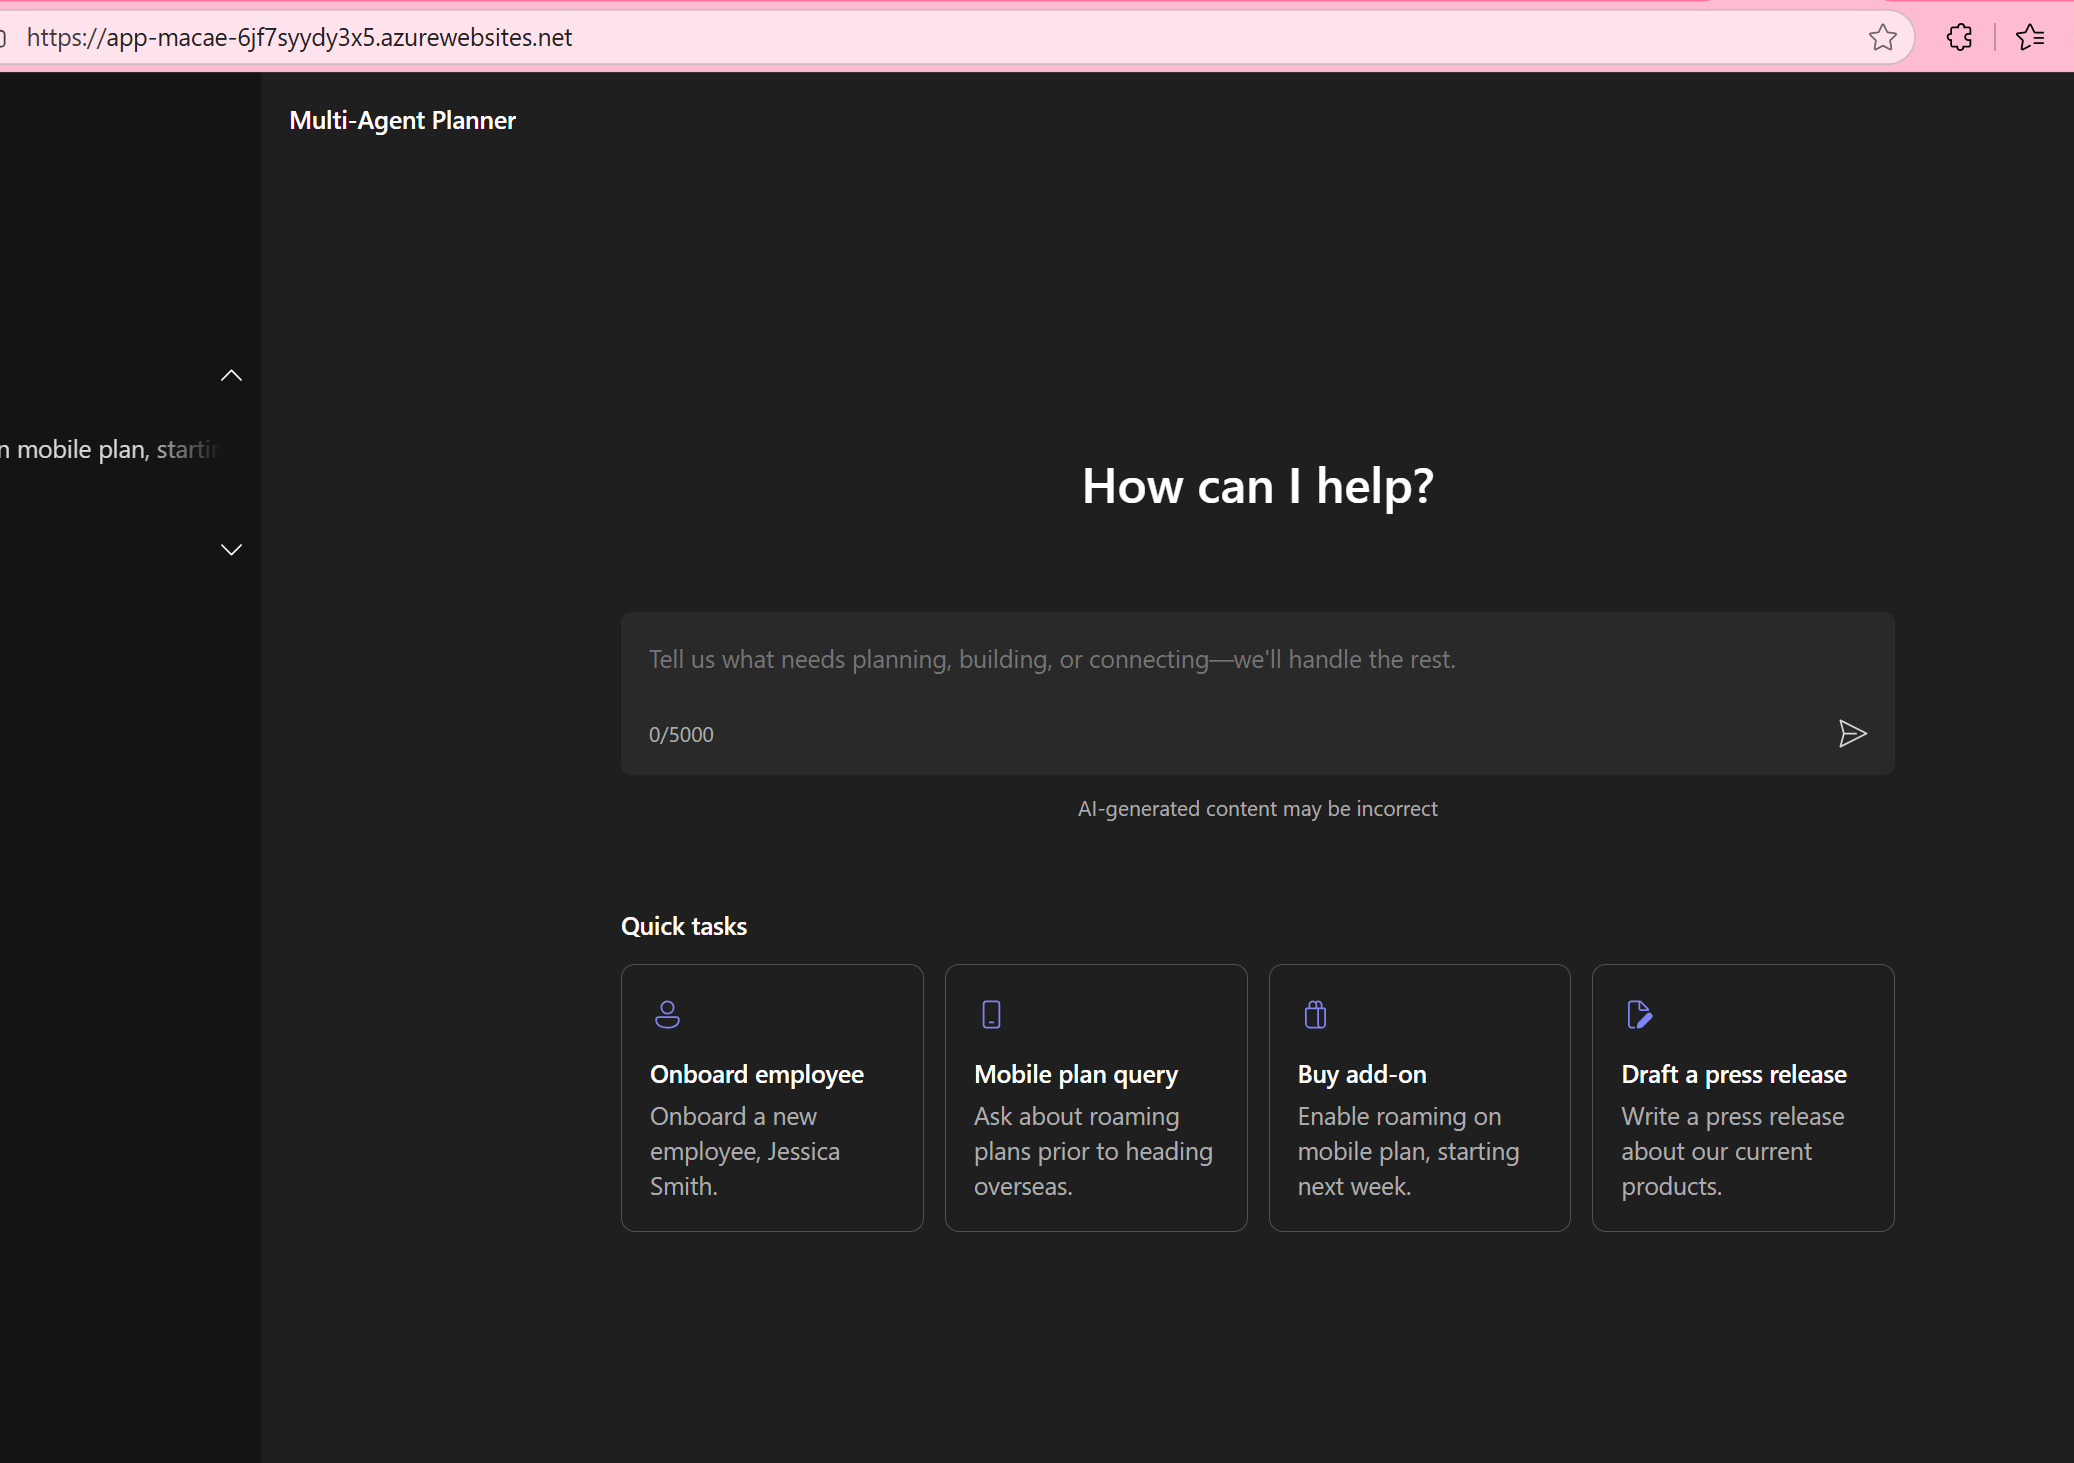 https://app-macae-6jf7syydy3x5.azurewebsites.net
Multi-Agent Planner
mobile plan,
How can I help?
Tell us what needs planning, building, or connecting—we'll handle the rest.
0/5000
AI-generated content may be incorrect
Quick tasks
Onboard employee
Onboard a new
employee, Jessica
Smith.
Mobile plan query
Ask about roaming
plans prior to heading
overseas.
Buy add-on
Enable roaming on
mobile plan, starting
next week.
Draft a press release
Write a press release
about our current
products.